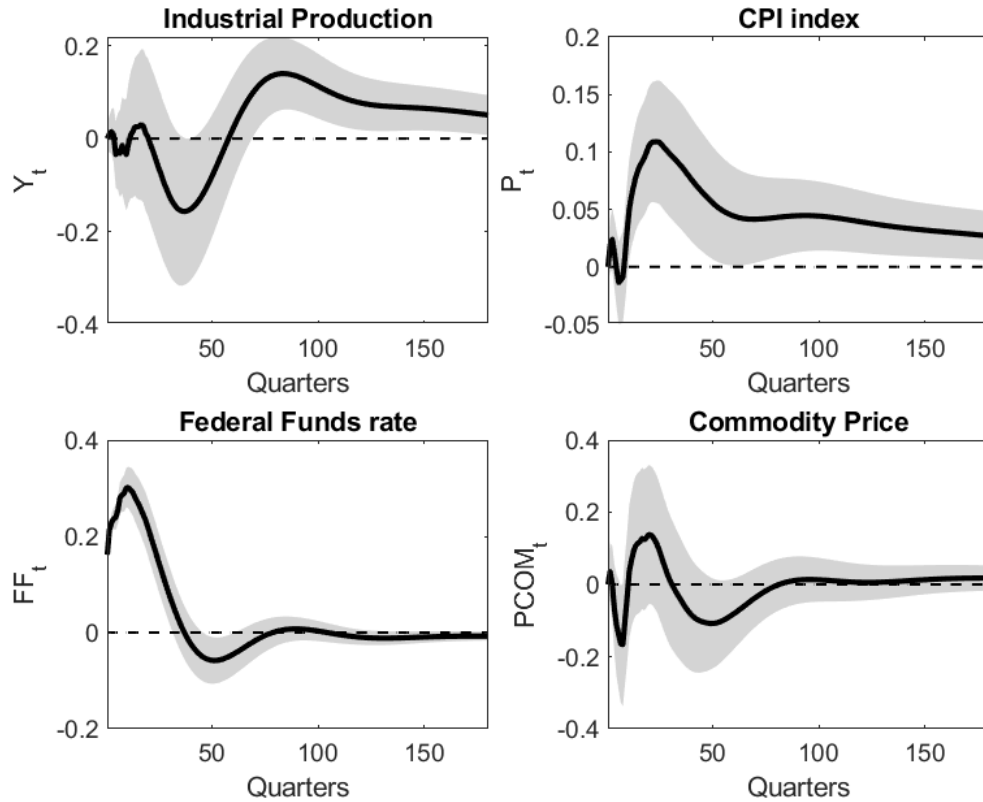 Industrial Production
0.2
0
-0.2
-0.4
Y_t
50 100 150
Quarters
CPI index
0.2
0.15
0.1
0.05
0
-0.05
P_t
50 100 150
Quarters
Federal Funds rate
0.4
0.2
0
-0.2
FF_t
50 100 150
Quarters
Commodity Price
0.4
0.2
0
-0.2
-0.4
PCOM_t
50 100 150
Quarters